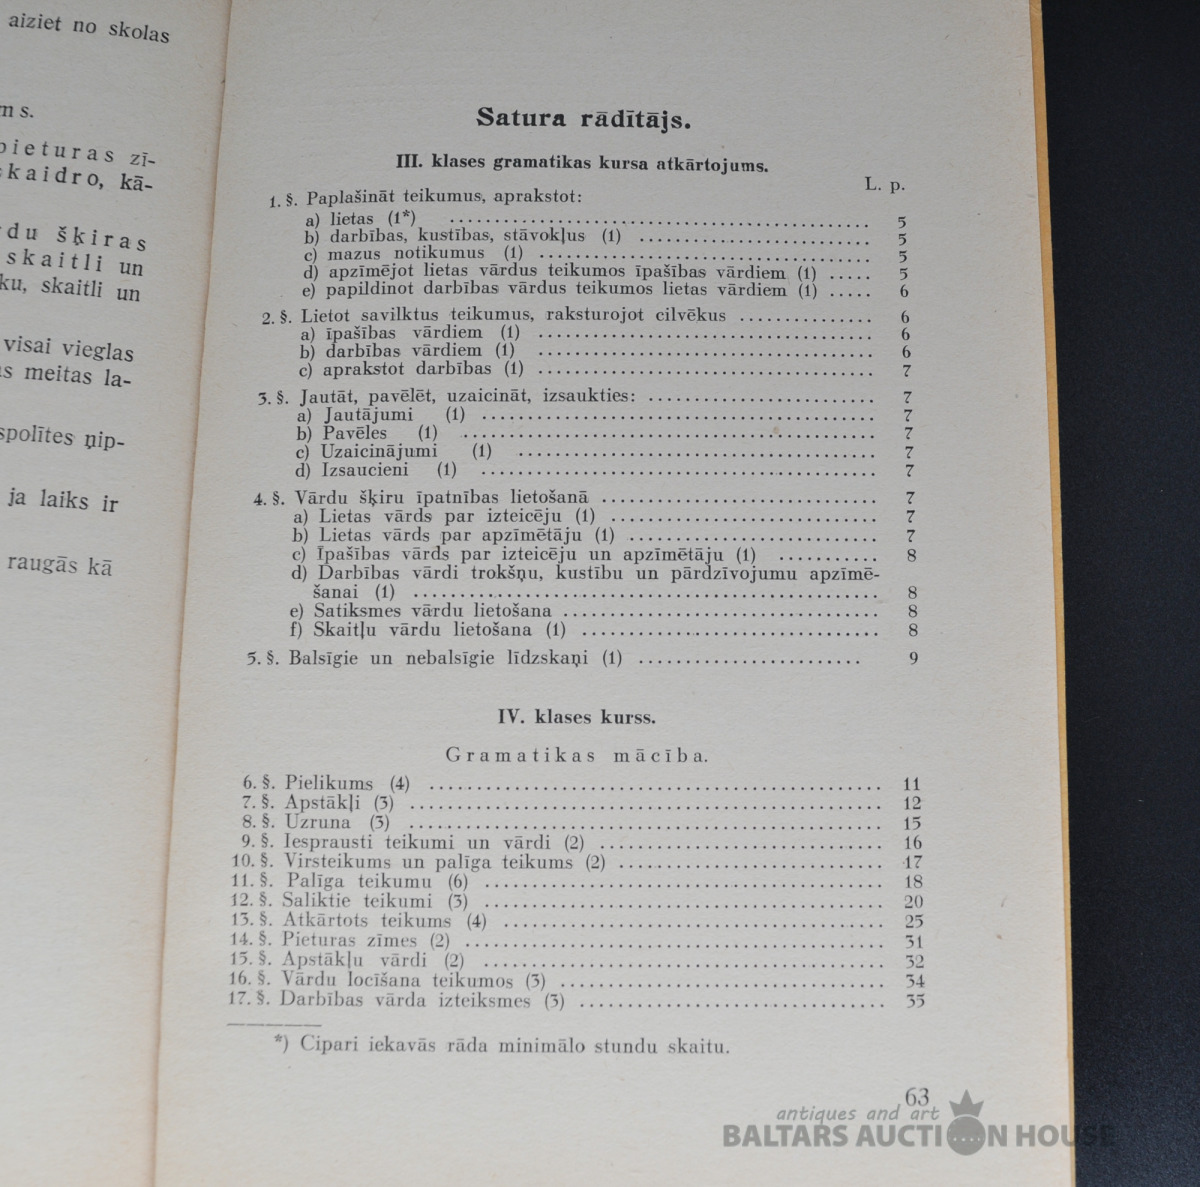 aiziet no skolas
ms.
pieturas zī-
skaidro, kā-
du šķiras
skaitli un
ku, skaitli un
visai vieglas
meitas la-
spolītes ņip-
ja laiks ir
raugās kā
Satura rādītājs.
III. klases gramatikas kursa atkārtojums.
L. p.
1. §. Paplašināt teikumus, aprakstot:
a) lietas (1*) .......... 5
b) darbības, kustības, stāvokļus (1) .......... 5
c) mazus notikumus (1) .......... 5
d) apzīmējot lietas vārdus teikumos īpašības vārdiem (1) ..... 5
e) papildinot darbības vārdus teikumos lietas vārdiem (1) ..... 6
2. §. Lietot savilktus teikumus, raksturojot cilvēkus .......... 6
a) īpašības vārdiem (1) .......... 6
b) darbības vārdiem (1) .......... 6
c) aprakstot darbības (1) .......... 7
3. §. Jautāt, pavēlēt, uzaicināt, izsaukties: .......... 7
a) Jautājumi (1) .......... 7
b) Pavēles (1) .......... 7
c) Uzaicinājumi (1) .......... 7
d) Izsaucieni (1) .......... 7
4. §. Vārdu šķiru īpatnības lietošanā .......... 7
a) Lietas vārds par izteicēju (1) .......... 7
b) Lietas vārds par apzīmētāju (1) .......... 7
c) Īpašības vārds par izteicēju un apzīmētāju (1) .......... 8
d) Darbības vārdi trokšņu, kustību un pārdzīvojumu apzīmē-
šanai (1) .......... 8
e) Satiksmes vārdu lietošana .......... 8
f) Skaitļu vārdu lietošana (1) .......... 8
5. §. Balsīgie un nebalsīgie līdzskaņi (1) .......... 9
IV. klases kurss.
Gramatikas mācība.
6. §. Pielikums (4) .......... 11
7. §. Apstākļi (3) .......... 12
8. §. Uzruna (3) .......... 15
9. §. Iesprausti teikumi un vārdi (2) .......... 16
10. §. Virsteikums un palīga teikums (2) .......... 17
11. §. Palīga teikumu (6) .......... 18
12. §. Saliktie teikumi (3) .......... 20
13. §. Atkārtots teikums (4) .......... 25
14. §. Pieturas zīmes (2) .......... 31
15. §. Apstākļu vārdi (2) .......... 32
16. §. Vārdu locīšana teikumos (3) .......... 34
17. §. Darbības vārda izteiksmes (3) .......... 35
*) Cipari iekavās rāda minimālo stundu skaitu.
63
antiques and art
BALTARS AUCTION HOUSE